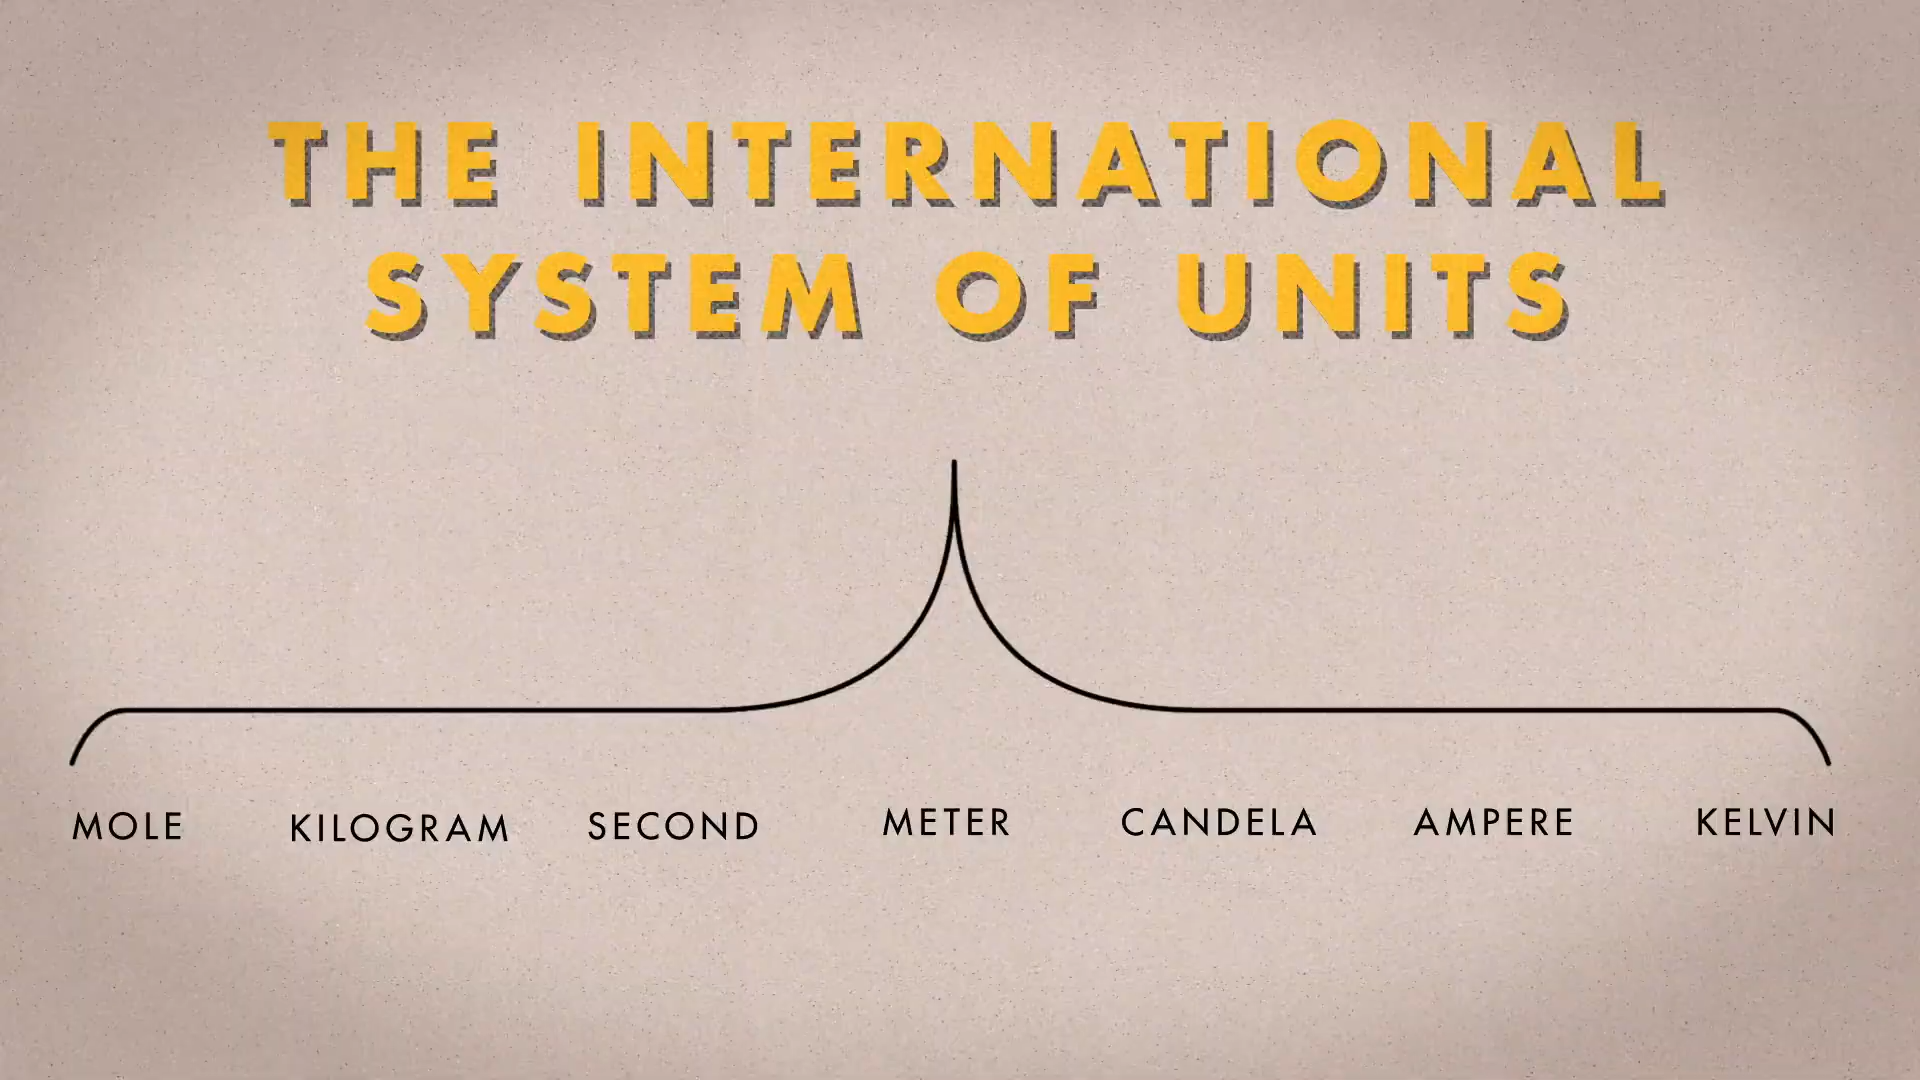 THE INTERNATIONAL
SYSTEM OF UNITS
MOLE KILOGRAM SECOND METER CANDELA AMPERE KELVIN